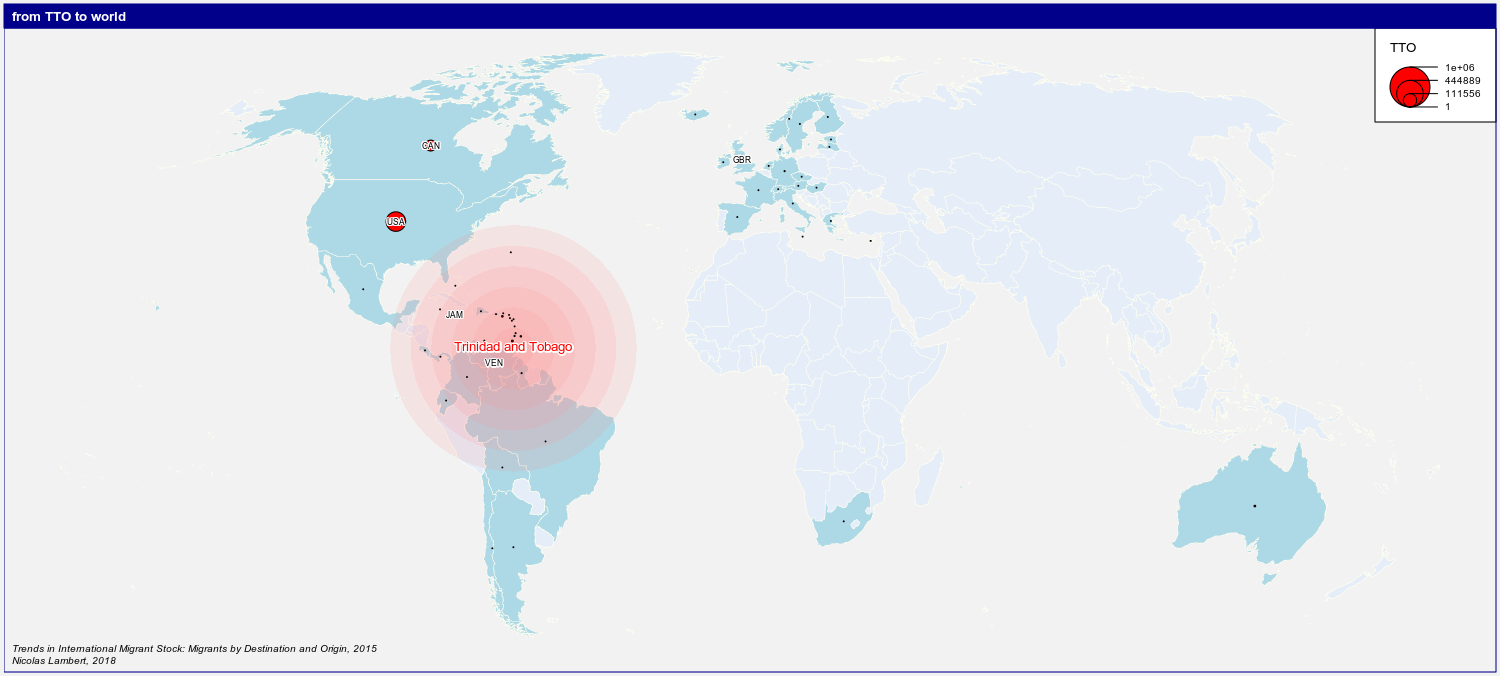 from TTO to world
TTO
1e+06
444889
111556
1
CAN
GBR
USA
JAM
Trinidad and Tobago
VEN
Trends in International Migrant Stock: Migrants by Destination and Origin, 2015
Nicolas Lambert, 2018